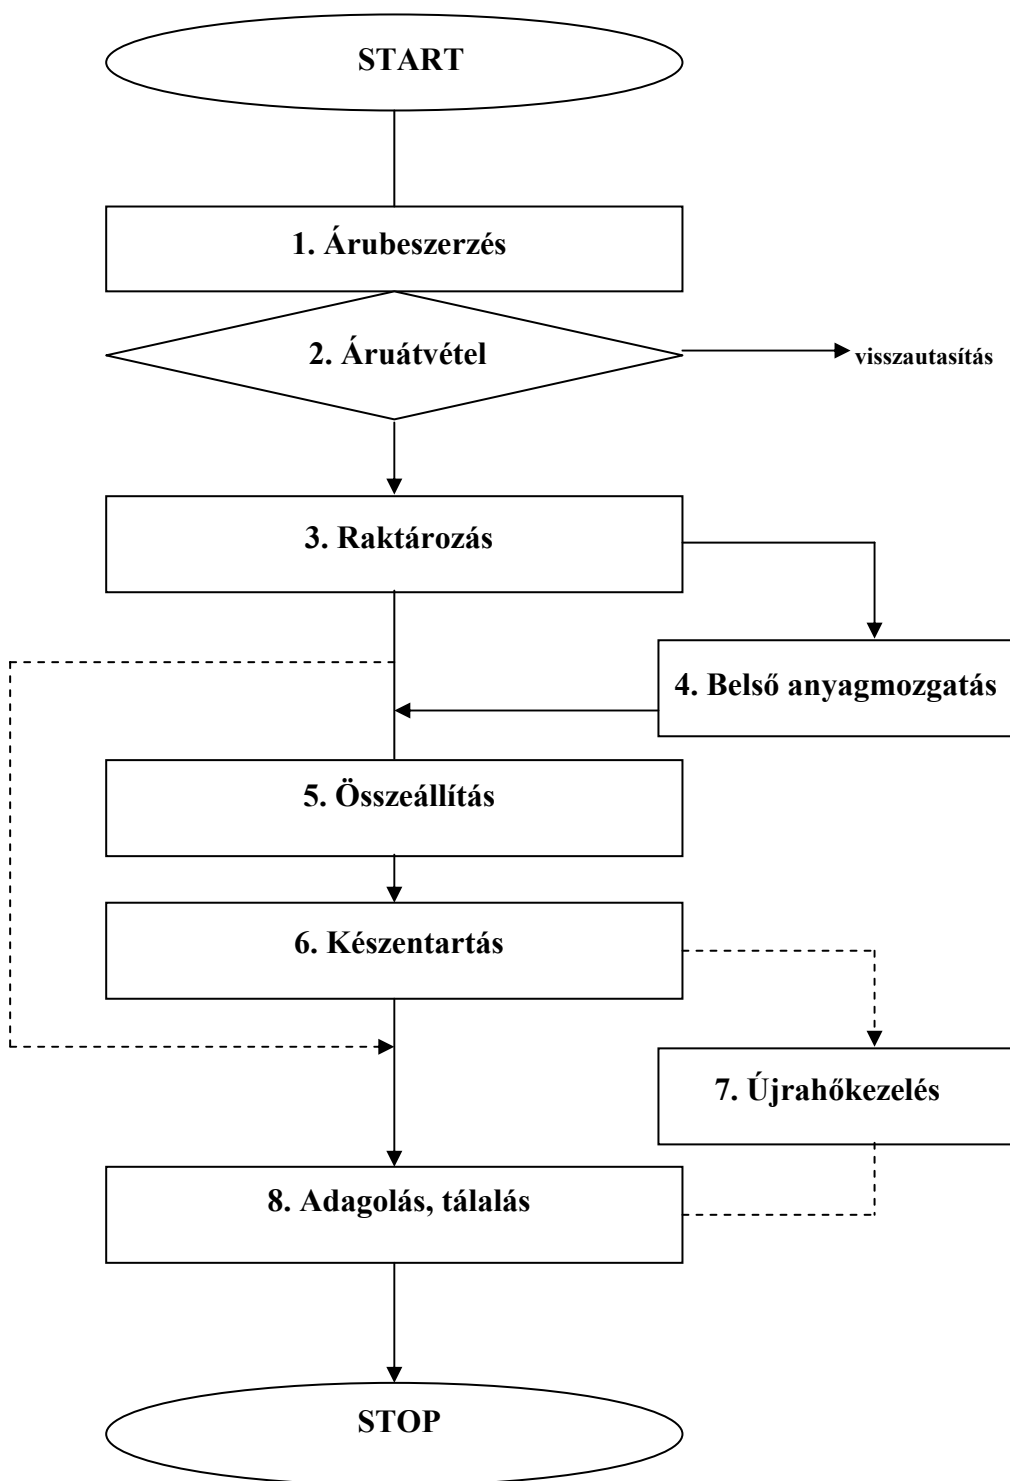 START
1. Árubeszerzés
2. Áruátvétel
visszautasítás
3. Raktározás
4. Belső anyagmozgatás
5. Összeállítás
6. Készentartás
7. Újrahőkezelés
8. Adagolás, tálalás
STOP